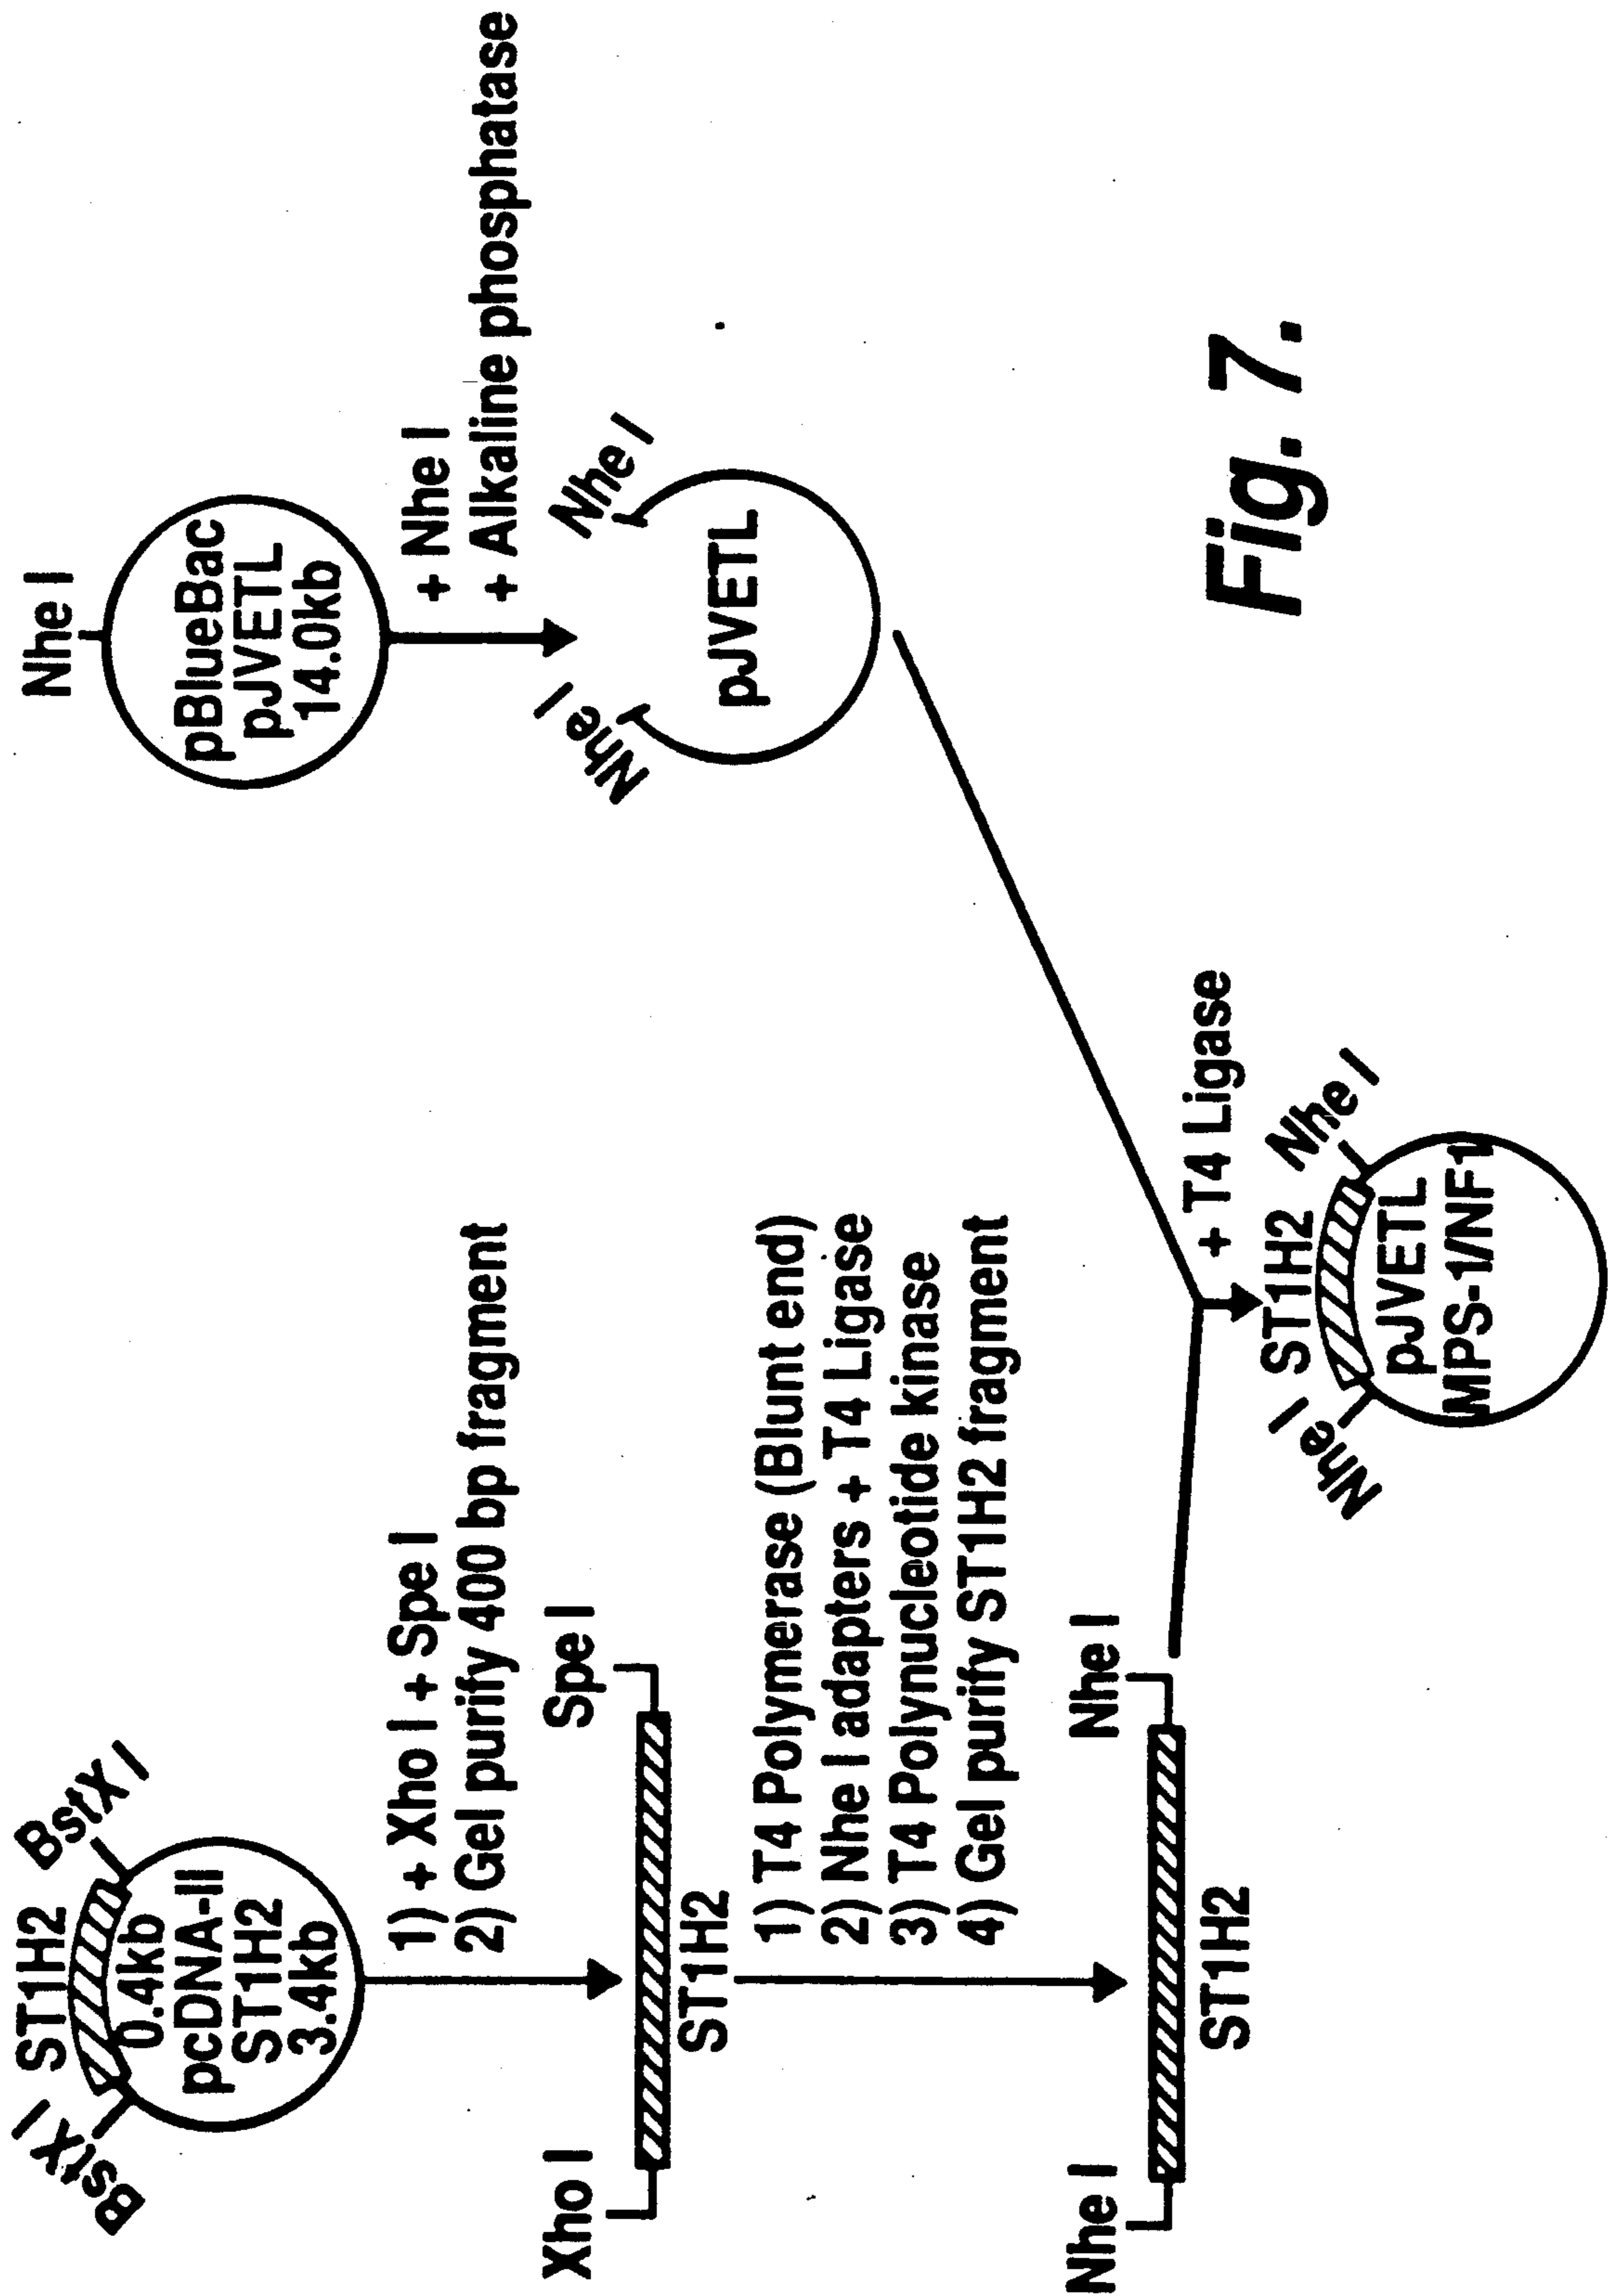 BstX I
ST1H2
BstX I
0.4kb
pcDNA-II
ST1H2
3.4kb
1) + Xho I + Spe I
2) Gel purify 400 bp fragment
Xho I
Spe I
ST1H2
1) T4 Polymerase (Blunt end)
2) Nhe I adapters + T4 Ligase
3) T4 Polynucleotide kinase
4) Gel purify ST1H2 fragment
Nhe I
Nhe I
ST1H2
Nhe I
pBlueBac
pJVETL
14.0kb
+ Nhe I
+ Alkaline phosphatase
Nhe I
Nhe I
pJVETL
+ T4 Ligase
Nhe I
ST1H2
Nhe I
pJVETL
MPS-1/NF1
Fig. 7.